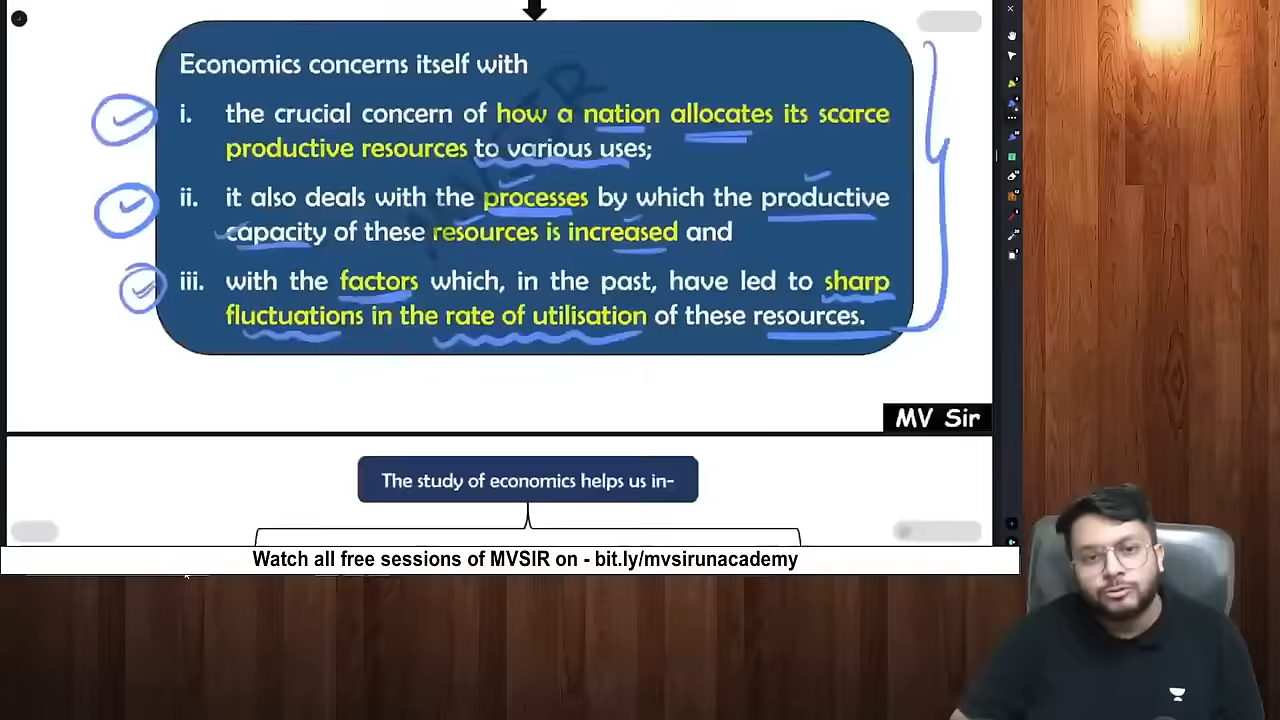 Economics concerns itself with
i. the crucial concern of how a nation allocates its scarce
productive resources to various uses;
ii. it also deals with the processes by which the productive
capacity of these resources is increased and
iii. with the factors which, in the past, have led to sharp
fluctuations in the rate of utilisation of these resources.
MV SIR
MV Sir
The study of economics helps us in-
Watch all free sessions of MVSIR on - bit.ly/mvsirunacademy